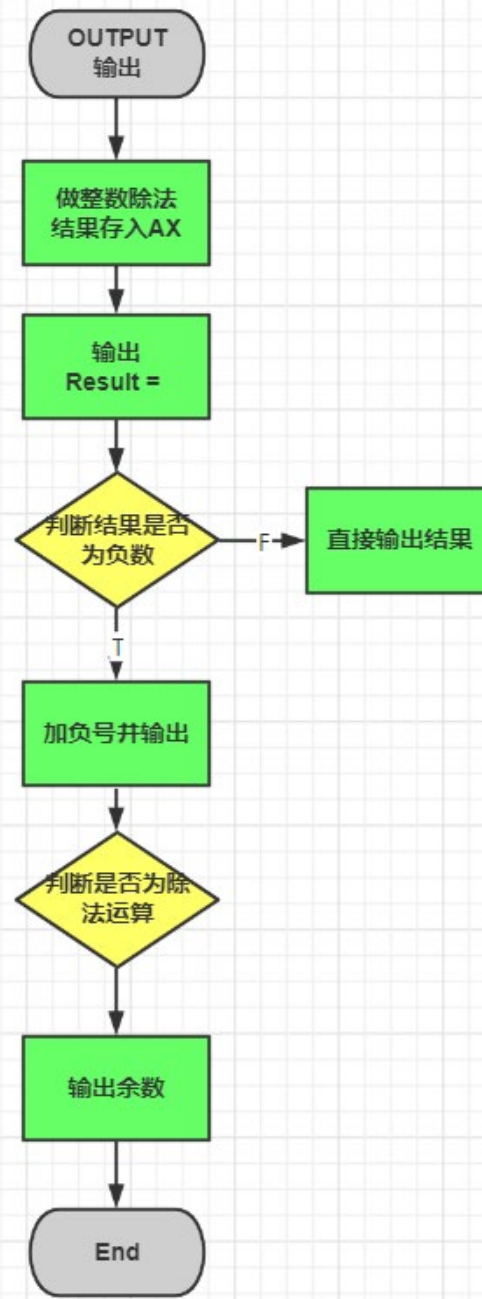 OUTPUT
输出
做整数除法
结果存入AX
输出
Result =
判断结果是否
为负数
F
直接输出结果
T
加负号并输出
判断是否为除
法运算
输出余数
End